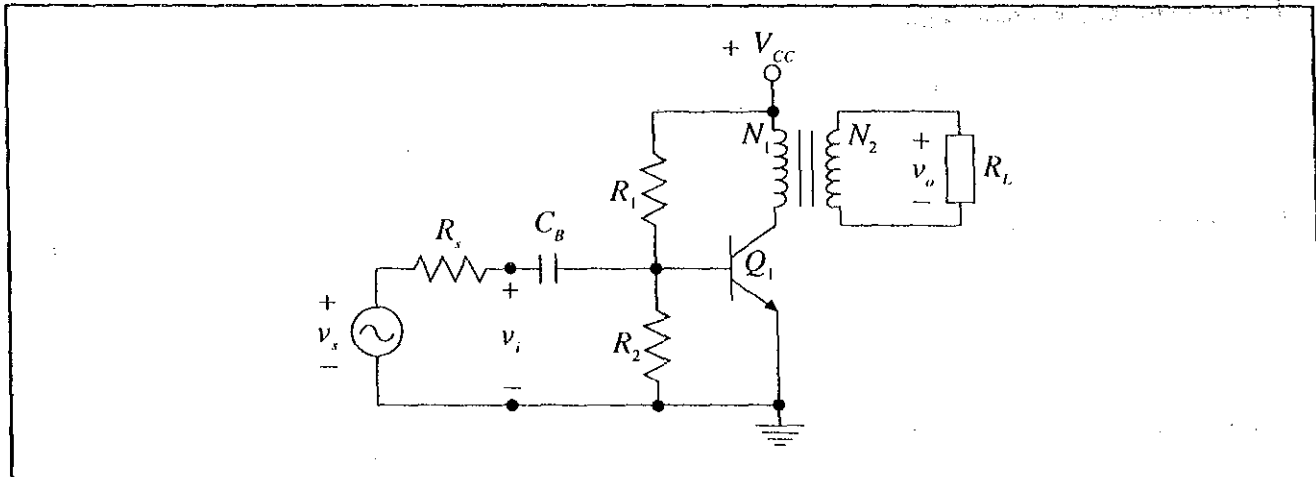 + V_CC
N_1
N_2
+
v_o
−
R_L
R_1
R_s
C_B
Q_1
+
v_s
−
+
v_i
−
R_2